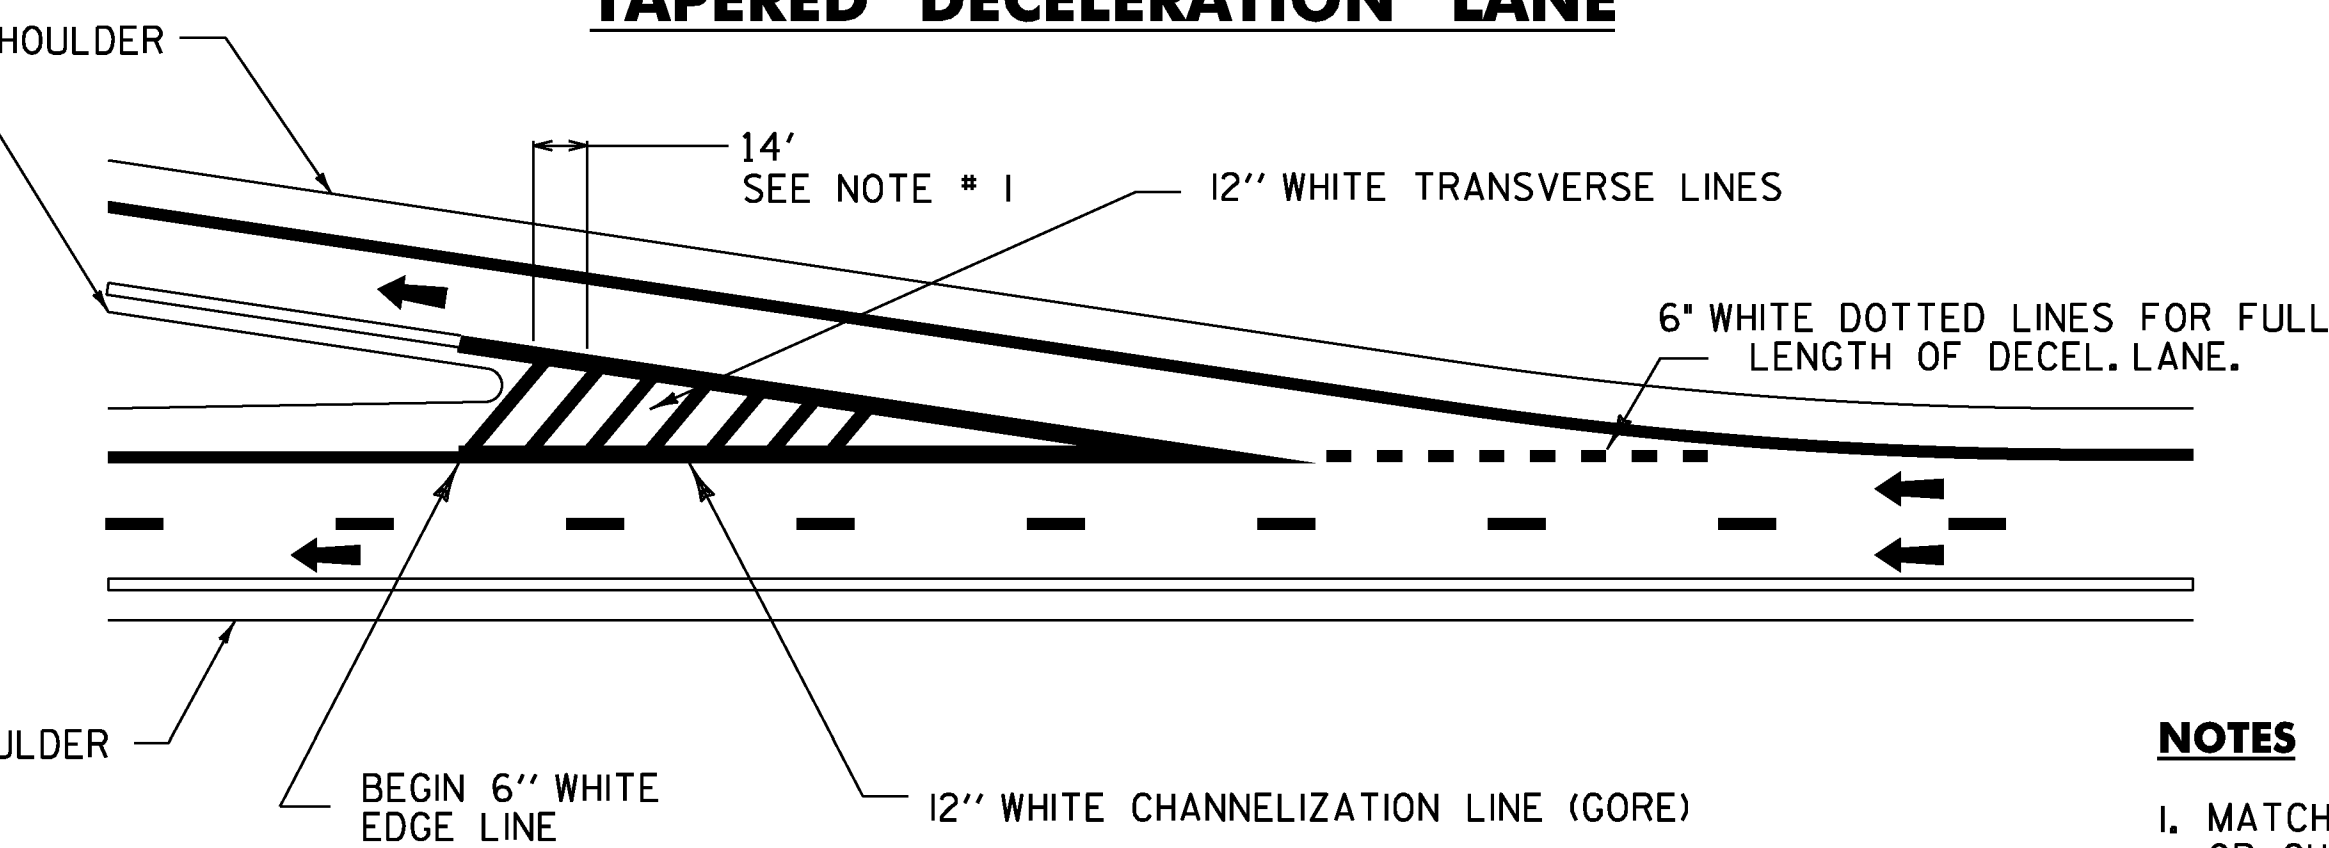 TAPERED DECELERATION LANE
HOULDER
14'
SEE NOTE # 1
12'' WHITE TRANSVERSE LINES
6" WHITE DOTTED LINES FOR FULL
LENGTH OF DECEL. LANE.
ULDER
BEGIN 6'' WHITE
EDGE LINE
12'' WHITE CHANNELIZATION LINE (GORE)
NOTES
1. MATCH